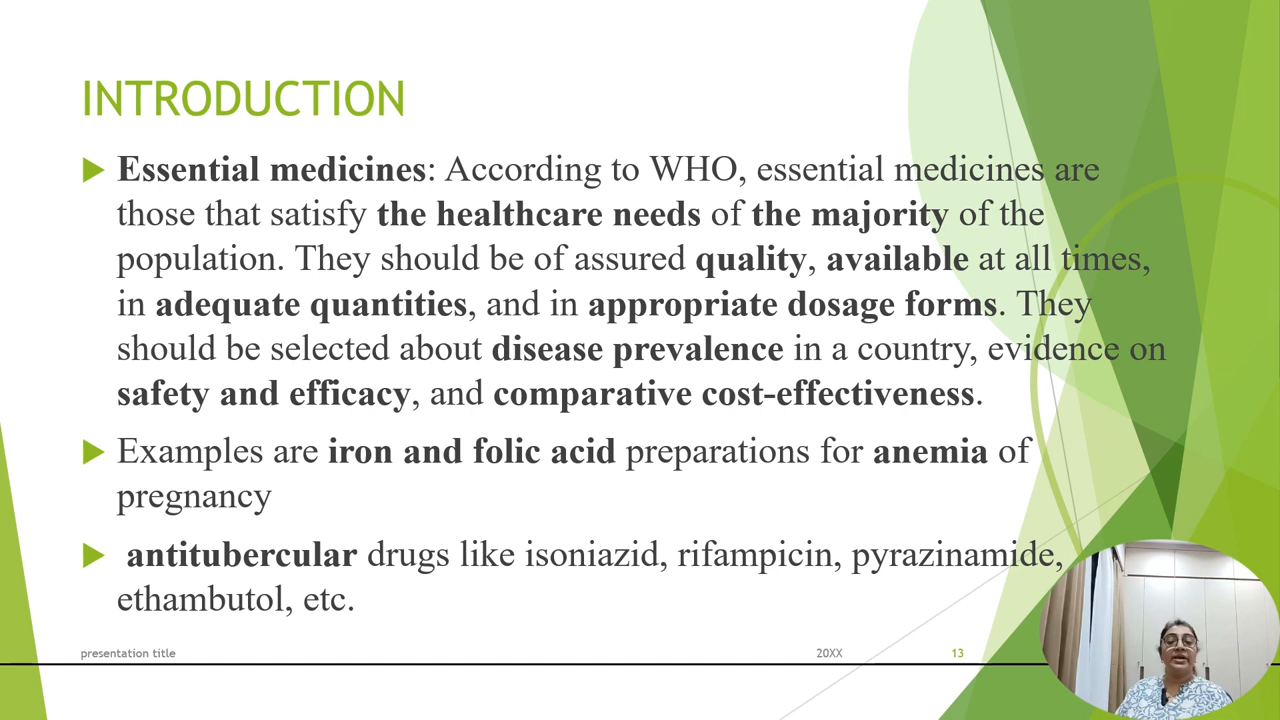 INTRODUCTION
Essential medicines: According to WHO, essential medicines are
those that satisfy the healthcare needs of the majority of the
population. They should be of assured quality, available at all times,
in adequate quantities, and in appropriate dosage forms. They
should be selected about disease prevalence in a country, evidence on
safety and efficacy, and comparative cost-effectiveness.
Examples are iron and folic acid preparations for anemia of
pregnancy
antitubercular drugs like isoniazid, rifampicin, pyrazinamide,
ethambutol, etc.
presentation title 20XX 13